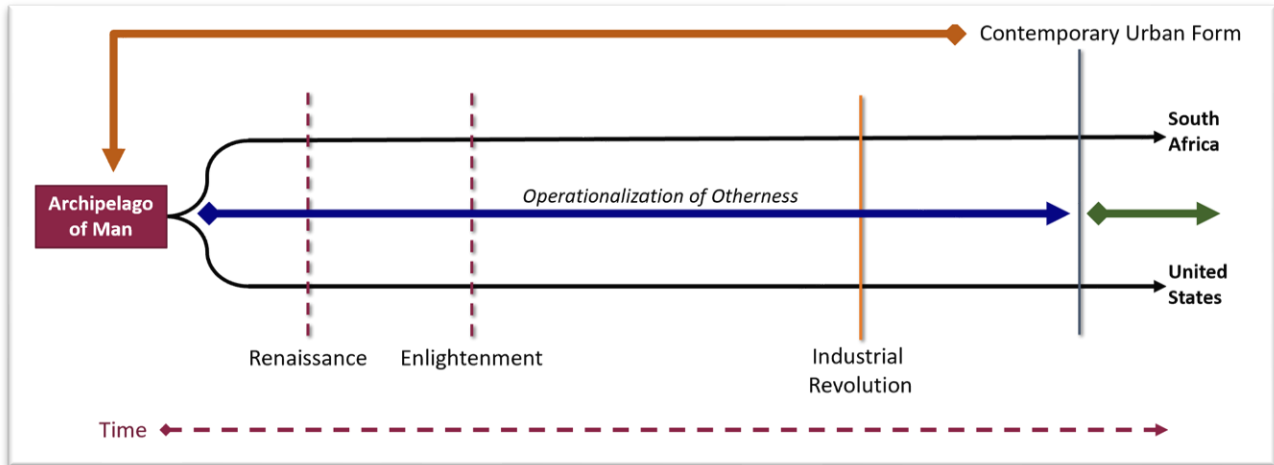 Contemporary Urban Form
South
Africa
Archipelago
of Man
Operationalization of Otherness
United
States
Renaissance
Enlightenment
Industrial
Revolution
Time